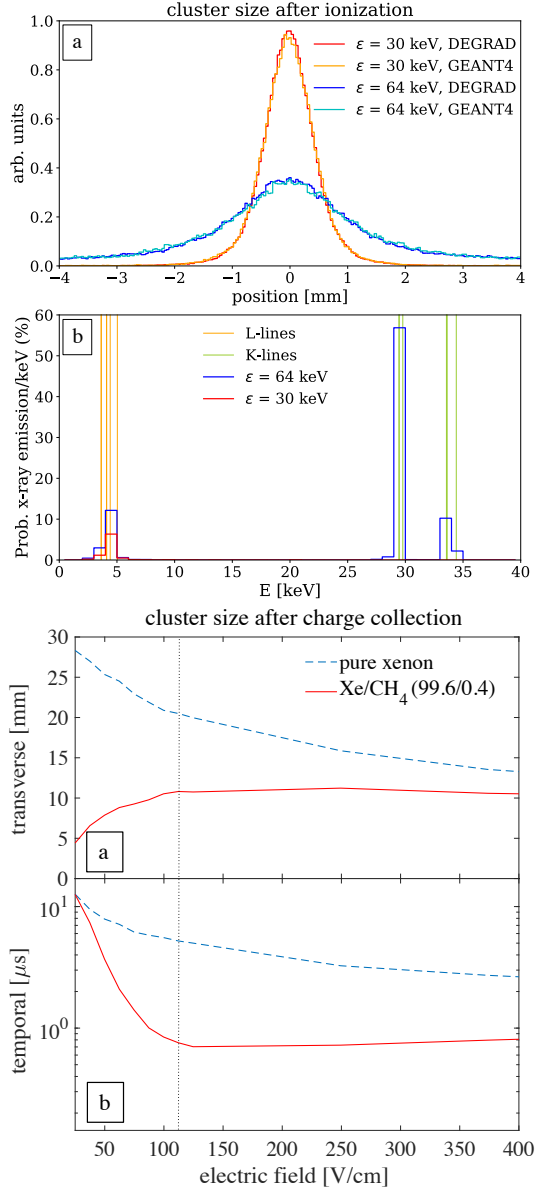 cluster size after ionization
a
ε = 30 keV, DEGRAD
ε = 30 keV, GEANT4
ε = 64 keV, DEGRAD
ε = 64 keV, GEANT4
arb. units
1.0
0.8
0.6
0.4
0.2
0.0
−4 −3 −2 −1 0 1 2 3 4
position [mm]
b
L-lines
K-lines
ε = 64 keV
ε = 30 keV
Prob. x-ray emission/keV (%)
60
50
40
30
20
10
0
0 5 10 15 20 25 30 35 40
E [keV]
cluster size after charge collection
pure xenon
Xe/CH₄(99.6/0.4)
transverse [mm]
30
25
20
15
10
5
0
a
temporal [μs]
10¹
10⁰
b
50 100 150 200 250 300 350 400
electric field [V/cm]